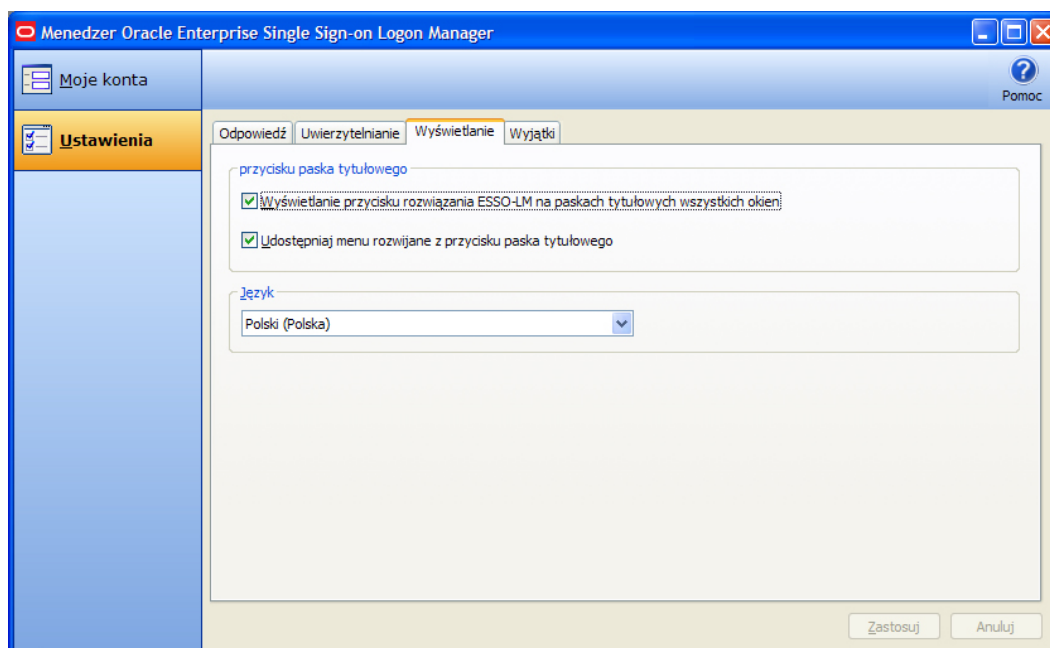 Menedzer Oracle Enterprise Single Sign-on Logon Manager
Moje konta
Pomoc
Ustawienia
Odpowiedź Uwierzytelnianie Wyświetlanie Wyjątki
przycisku paska tytułowego
Wyświetlanie przycisku rozwiązania ESSO-LM na paskach tytułowych wszystkich okien
Udostępniaj menu rozwijane z przycisku paska tytułowego
Język
Polski (Polska)
Zastosuj Anuluj